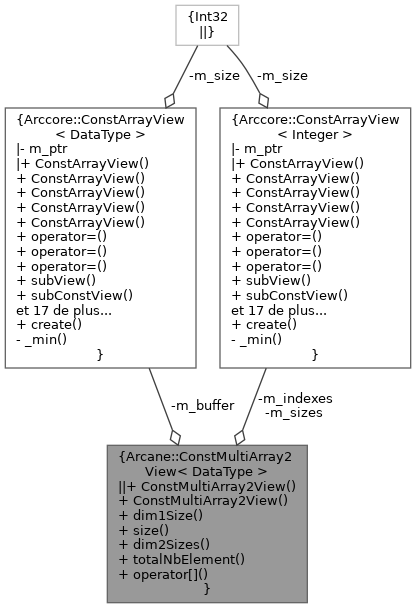 {Int32
||}
-m_size
-m_size
{Arccore::ConstArrayView
< DataType >
|- m_ptr
|+ ConstArrayView()
+ ConstArrayView()
+ ConstArrayView()
+ ConstArrayView()
+ ConstArrayView()
+ operator=()
+ operator=()
+ operator=()
+ subView()
+ subConstView()
et 17 de plus...
+ create()
- _min()
}
{Arccore::ConstArrayView
< Integer >
|- m_ptr
|+ ConstArrayView()
+ ConstArrayView()
+ ConstArrayView()
+ ConstArrayView()
+ ConstArrayView()
+ operator=()
+ operator=()
+ operator=()
+ subView()
+ subConstView()
et 17 de plus...
+ create()
- _min()
}
-m_buffer
-m_indexes
-m_sizes
{Arcane::ConstMultiArray2
View< DataType >
||+ ConstMultiArray2View()
+ ConstMultiArray2View()
+ dim1Size()
+ size()
+ dim2Sizes()
+ totalNbElement()
+ operator[]()
}